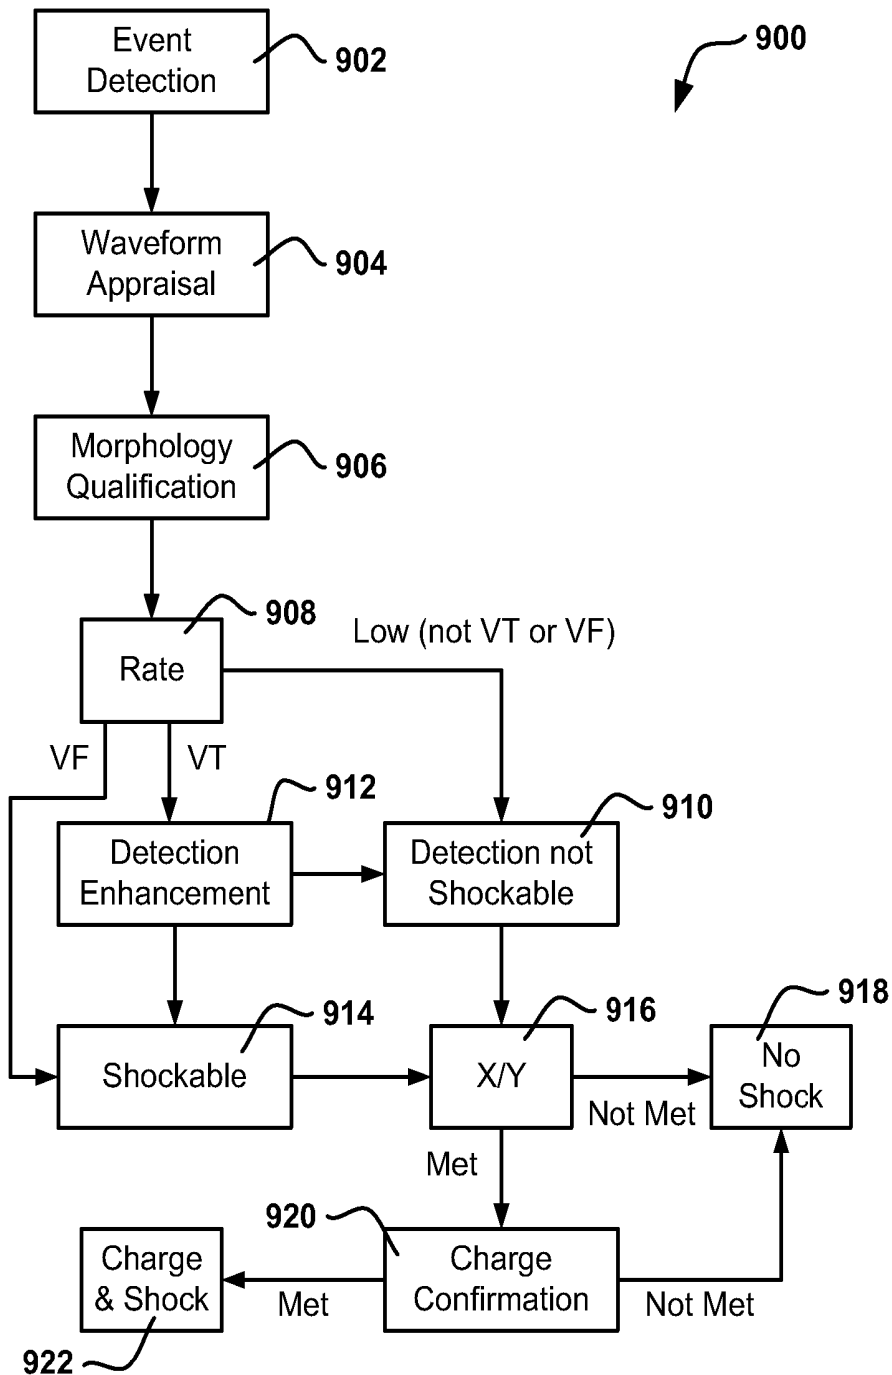 Event
Detection
902
900
Waveform
Appraisal
904
Morphology
Qualification
906
Rate
908
Low (not VT or VF)
VF
VT
912
910
Detection
Enhancement
Detection not
Shockable
914
916
918
Shockable
X/Y
No
Shock
Not Met
Met
920
Charge
& Shock
Charge
Confirmation
Met
Not Met
922